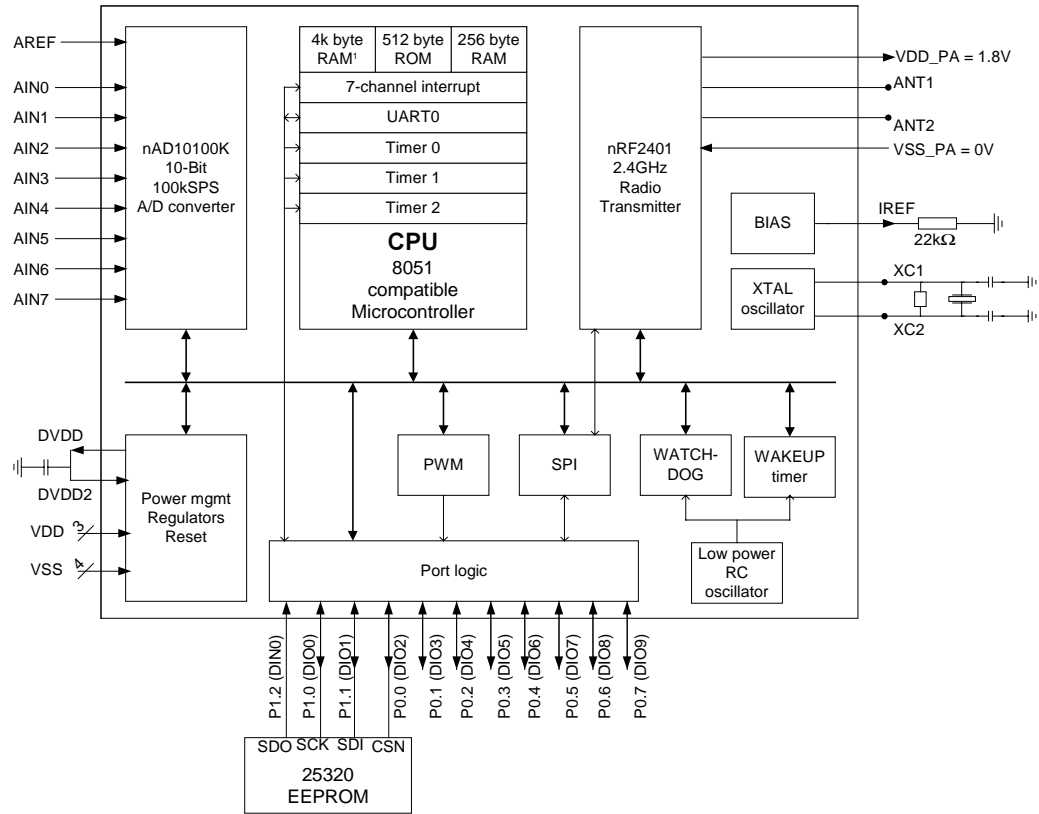 AREF
AIN0
AIN1
AIN2
AIN3
AIN4
AIN5
AIN6
AIN7
nAD10100K
10-Bit
100kSPS
A/D converter
4k byte
RAM¹
512 byte
ROM
256 byte
RAM
7-channel interrupt
UART0
Timer 0
Timer 1
Timer 2
CPU
8051
compatible
Microcontroller
nRF2401
2.4GHz
Radio
Transmitter
VDD_PA = 1.8V
ANT1
ANT2
VSS_PA = 0V
BIAS
IREF
22kΩ
XTAL
oscillator
XC1
XC2
DVDD
DVDD2
VDD
3
VSS
4
Power mgmt
Regulators
Reset
PWM
SPI
WATCH-
DOG
WAKEUP
timer
Low power
RC
oscillator
Port logic
P1.2 (DIN0)
P1.0 (DIO0)
P1.1 (DIO1)
P0.0 (DIO2)
P0.1 (DIO3)
P0.2 (DIO4)
P0.3 (DIO5)
P0.4 (DIO6)
P0.5 (DIO7)
P0.6 (DIO8)
P0.7 (DIO9)
SDO
SCK
SDI
CSN
25320
EEPROM